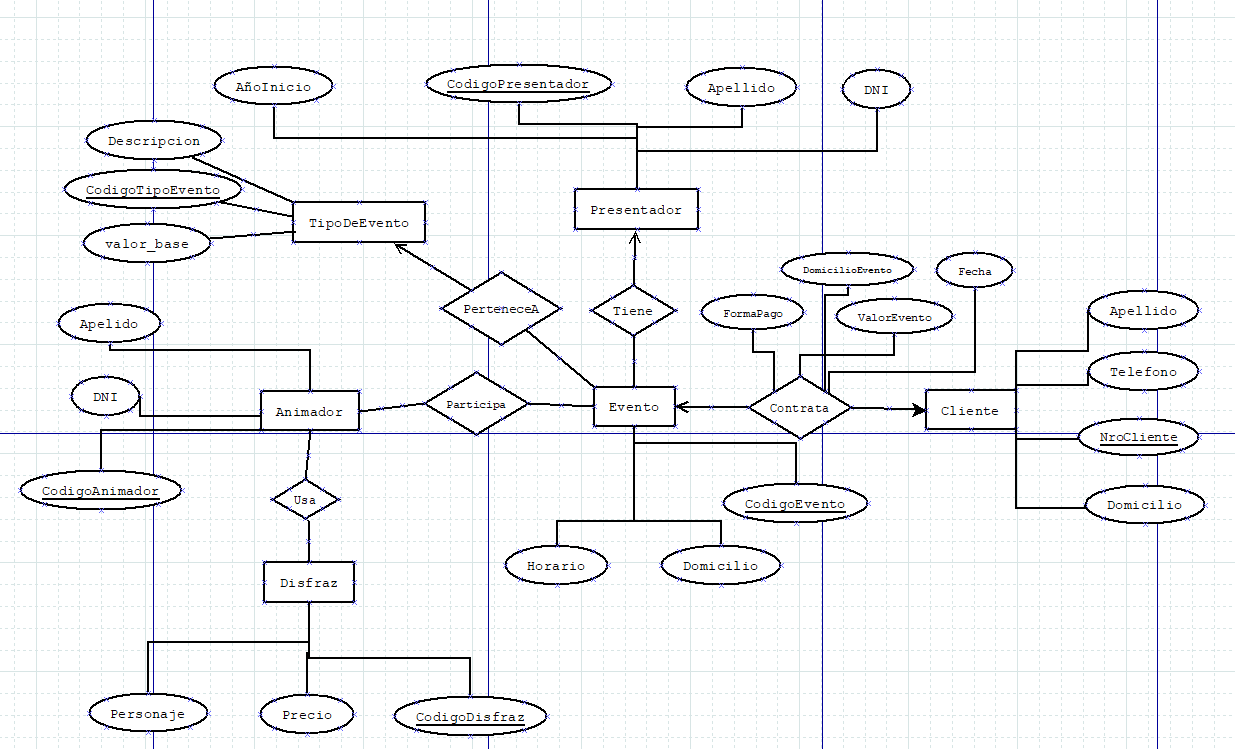 AñoInicio
CodigoPresentador
Apellido
DNI
Descripcion
CodigoTipoEvento
valor_base
TipoDeEvento
Presentador
DomicilioEvento
Fecha
PerteneceA
Tiene
FormaPago
ValorEvento
Apellido
Apelido
Telefono
DNI
Animador
Participa
Evento
Contrata
Cliente
NroCliente
CodigoAnimador
Usa
CodigoEvento
Domicilio
Horario
Domicilio
Disfraz
Personaje
Precio
CodigoDisfraz